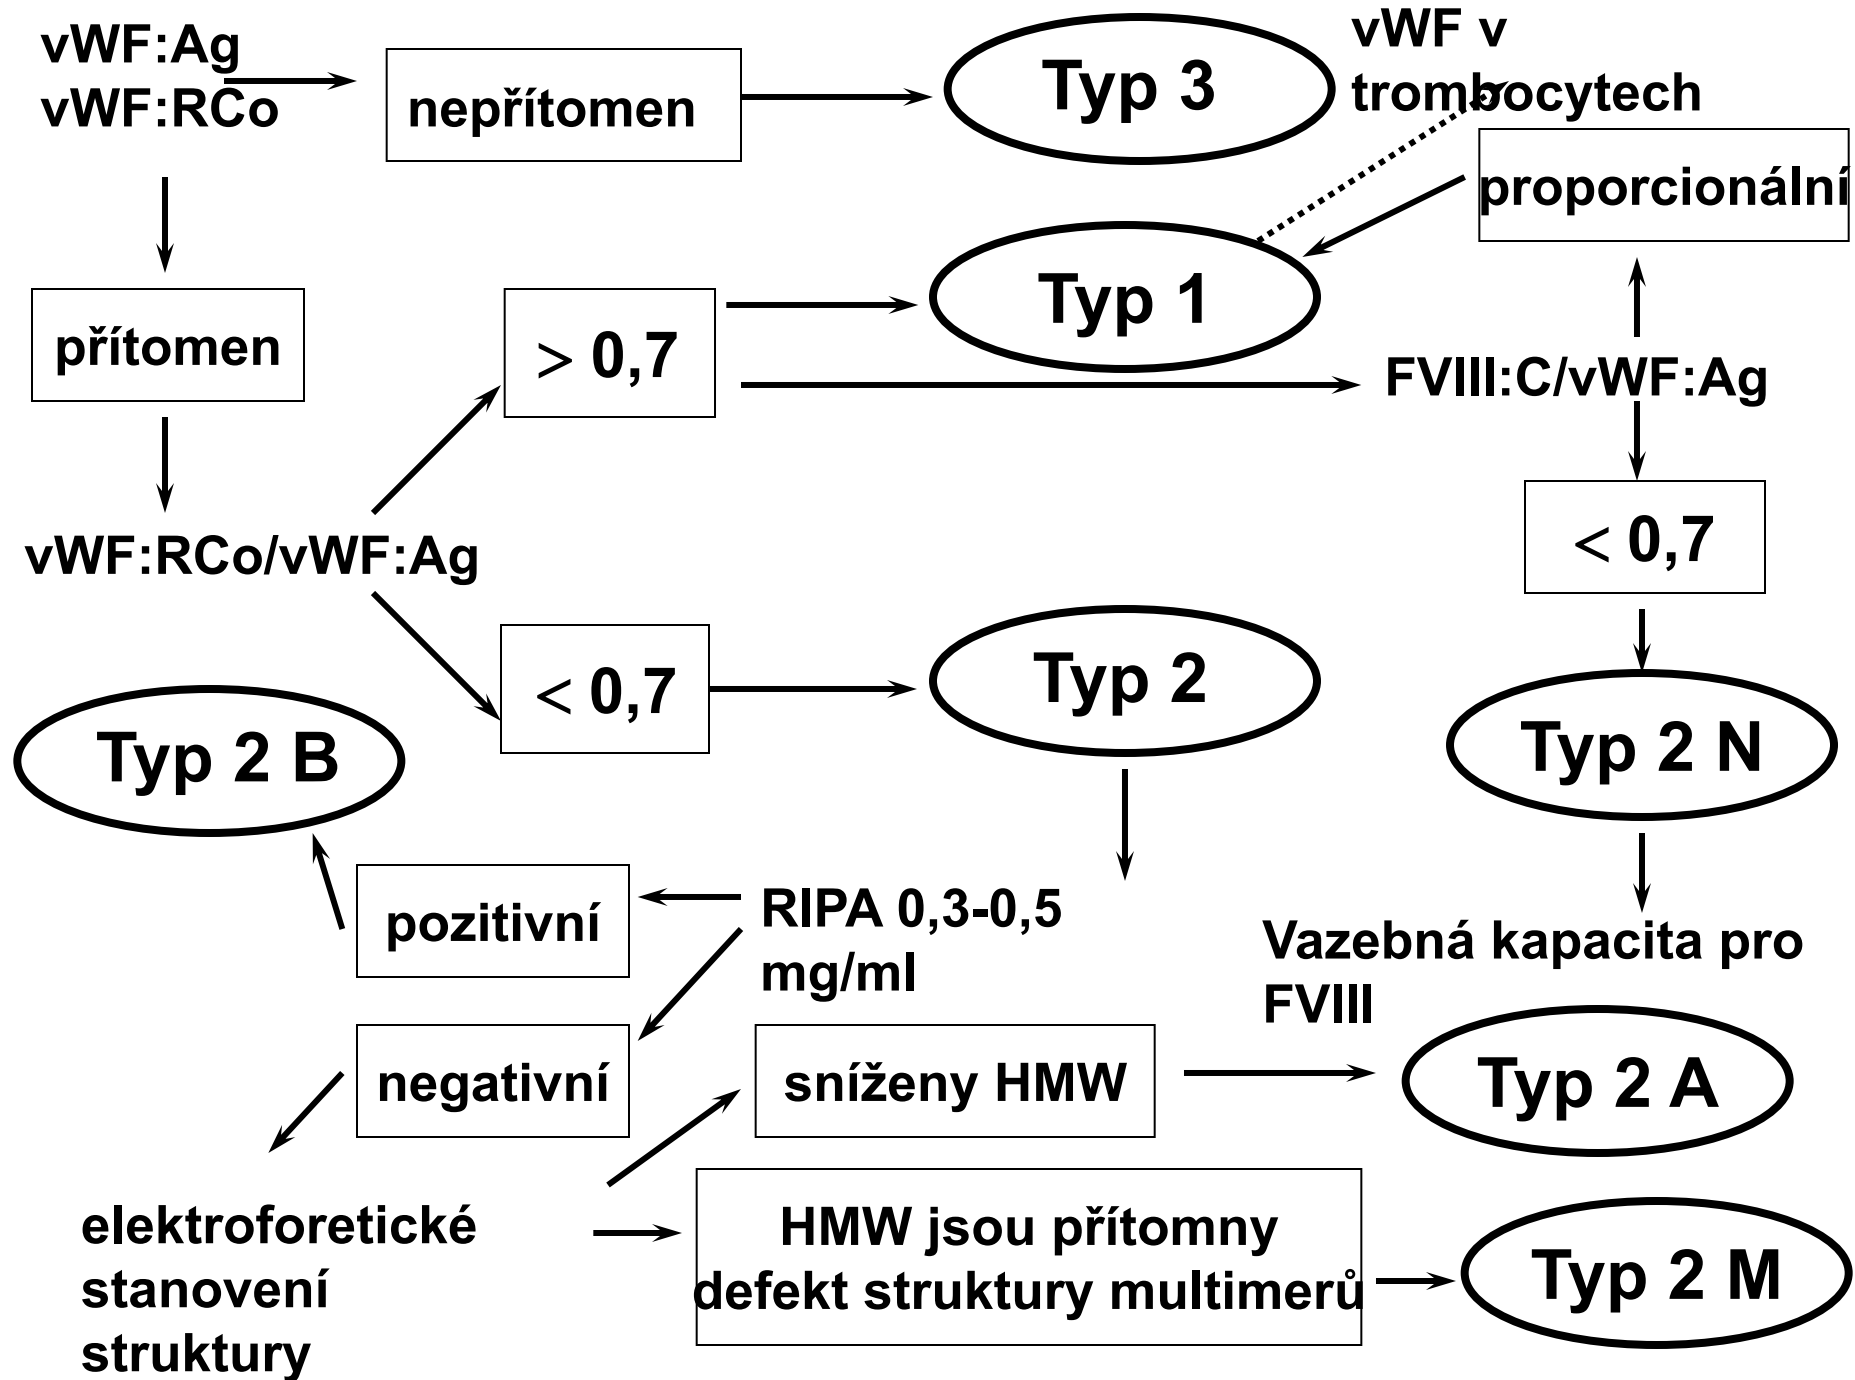 vWF:Ag
vWF:RCo
nepřítomen
Typ 3
vWF v
trombocytech
proporcionální
přítomen
> 0,7
Typ 1
FVIII:C/vWF:Ag
vWF:RCo/vWF:Ag
< 0,7
< 0,7
Typ 2
Typ 2 B
Typ 2 N
pozitivní
RIPA 0,3-0,5
mg/ml
Vazebná kapacita pro
FVIII
negativní
sníženy HMW
Typ 2 A
elektroforetické
stanovení
struktury
HMW jsou přítomny
defekt struktury multimerů
Typ 2 M